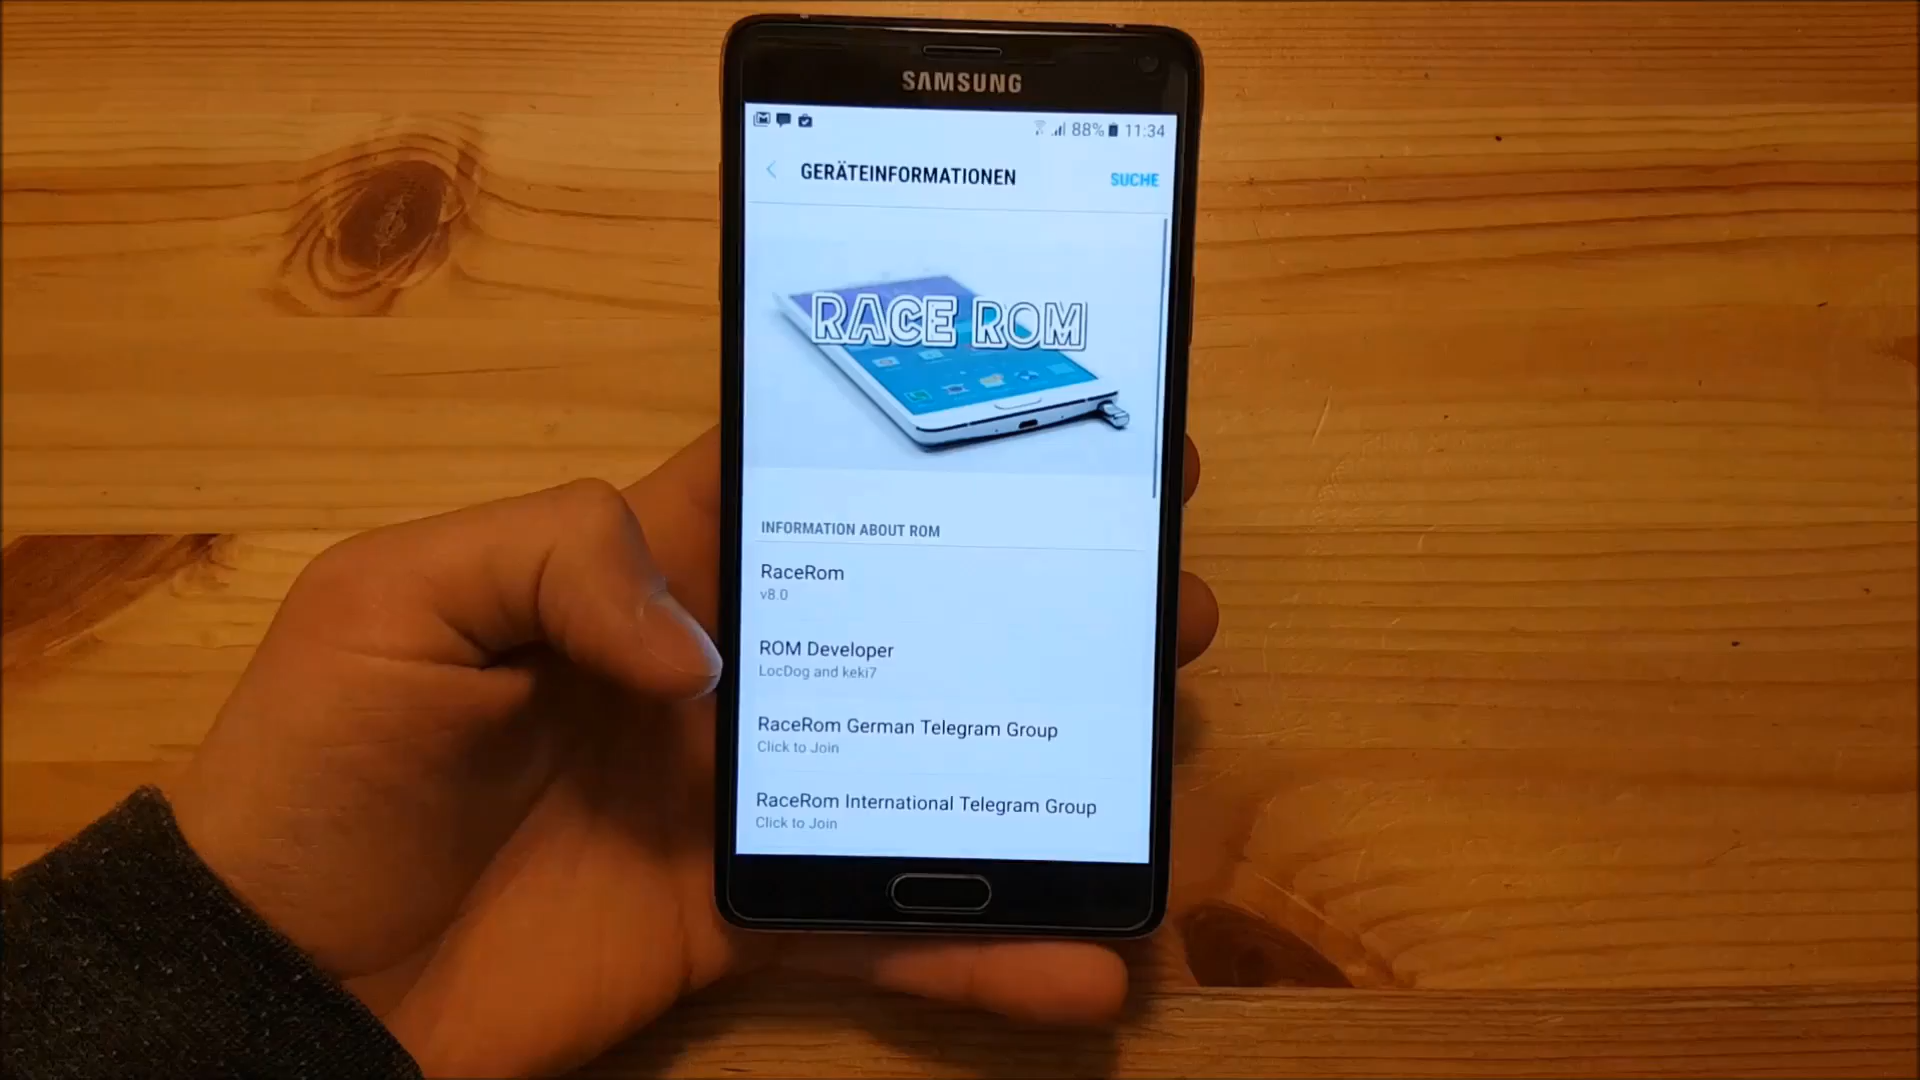 SAMSUNG
88% 11:34
GERÄTEINFORMATIONEN
SUCHE
RACE ROM
INFORMATION ABOUT ROM
RaceRom
v8.0
ROM Developer
LocDog and keki7
RaceRom German Telegram Group
Click to Join
RaceRom International Telegram Group
Click to Join